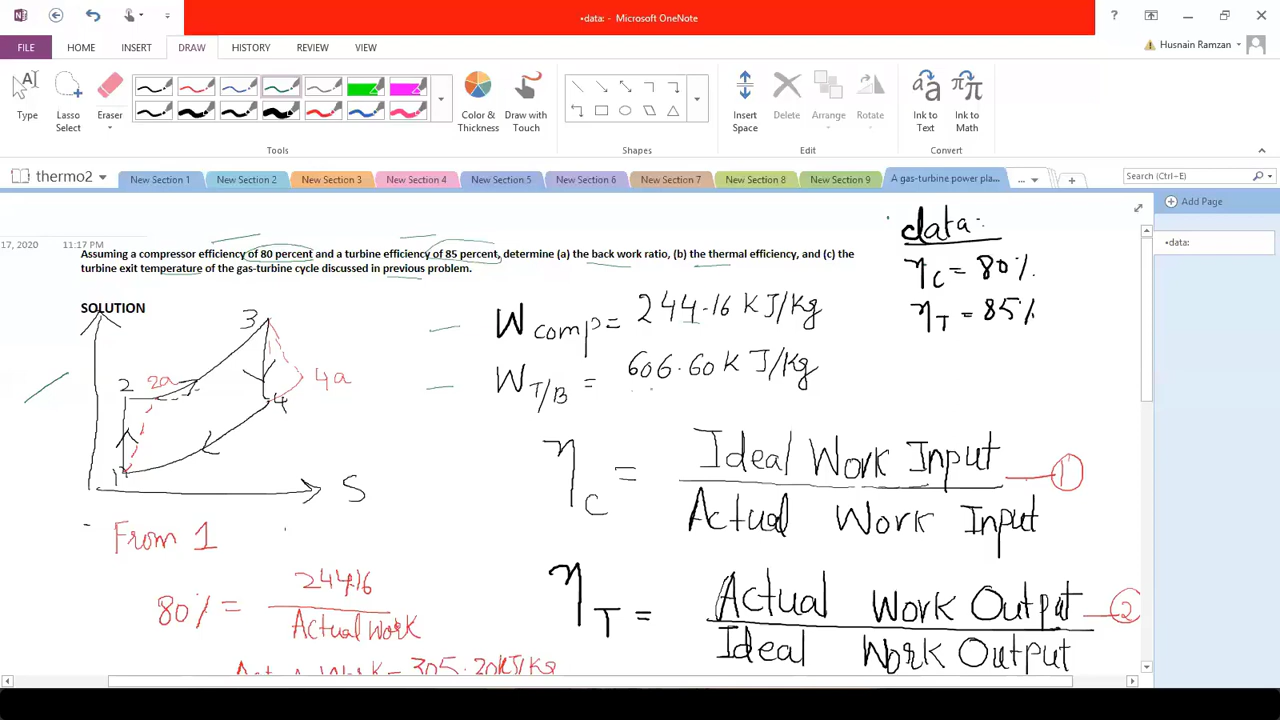 •data: - Microsoft OneNote
FILE HOME INSERT DRAW HISTORY REVIEW VIEW
Husnain Ramzan
Type Lasso Select Eraser
Color & Thickness Draw with Touch
Insert Space Delete Arrange Rotate
Ink to Text Ink to Math
Tools Shapes Edit Convert
thermo2 New Section 1 New Section 2 New Section 3 New Section 4 New Section 5 New Section 6 New Section 7 New Section 8 New Section 9 A gas-turbine power pla... ... Search (Ctrl+E)
Add Page
•data:
17, 2020 11:17 PM
Assuming a compressor efficiency of 80 percent and a turbine efficiency of 85 percent, determine (a) the back work ratio, (b) the thermal efficiency, and (c) the
turbine exit temperature of the gas-turbine cycle discussed in previous problem.
data:
ηC = 80%
ηT = 85%
SOLUTION
3
2 2a 4a
4
1
S
W comp = 244.16 KJ/Kg
W T/B = 606.60 KJ/Kg
ηC = Ideal Work Input
Actual Work Input
1
ηT = Actual Work Output
Ideal Work Output
2
From 1
80% = 244.16
Actual Work
Actual Work = 305.20KJ/Kg